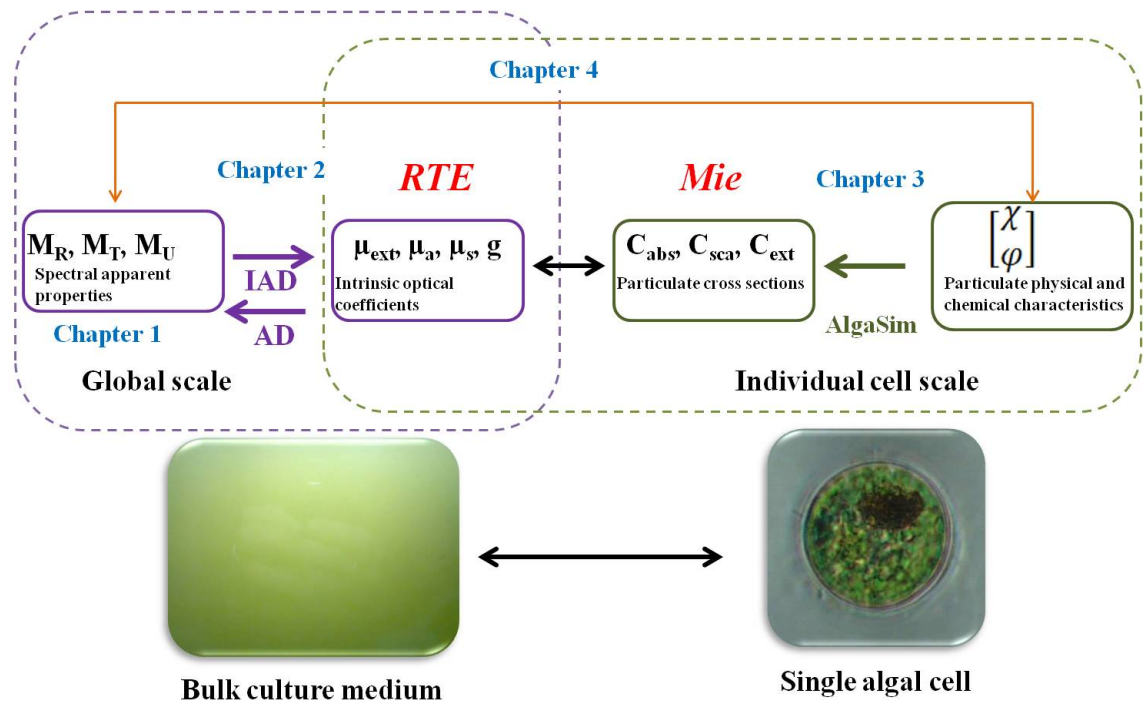 Chapter 4
Chapter 2
RTE
Mie
Chapter 3
M_R, M_T, M_U
Spectral apparent
properties
IAD
AD
Chapter 1
μ_ext, μ_a, μ_s, g
Intrinsic optical
coefficients
C_abs, C_sca, C_ext
Particulate cross sections
AlgaSim
[χ
φ]
Particulate physical and
chemical characteristics
Global scale
Individual cell scale
Bulk culture medium
Single algal cell